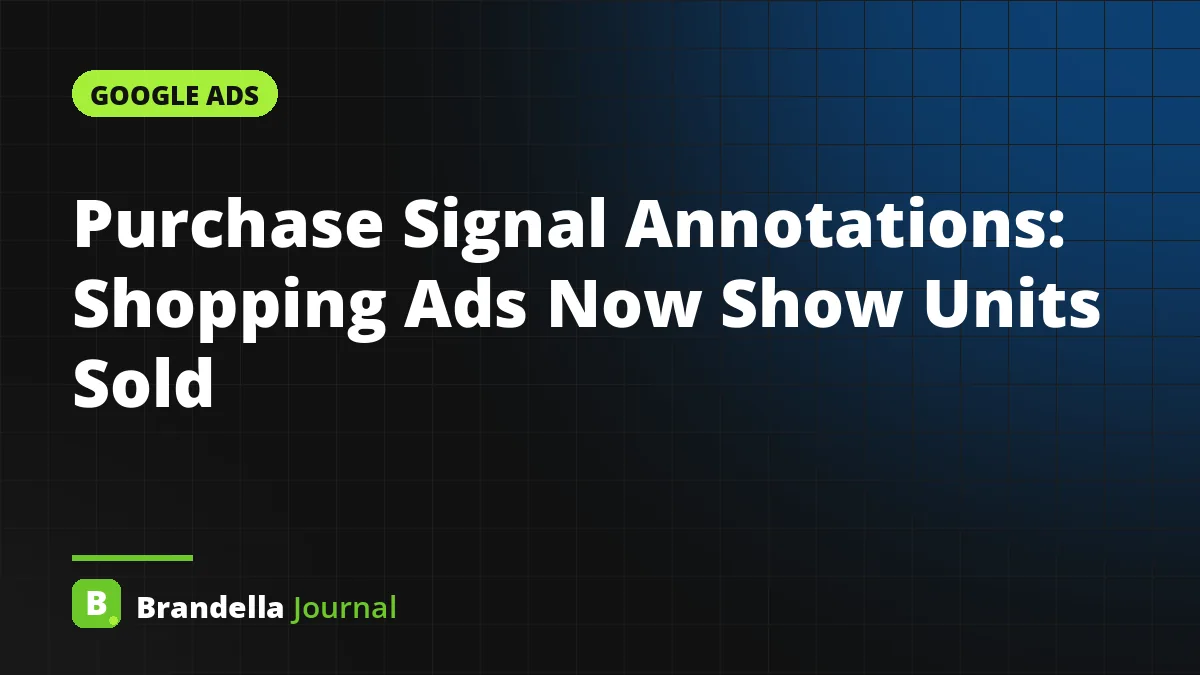 GOOGLE ADS
Purchase Signal Annotations:
Shopping Ads Now Show Units
Sold
B
Brandella Journal